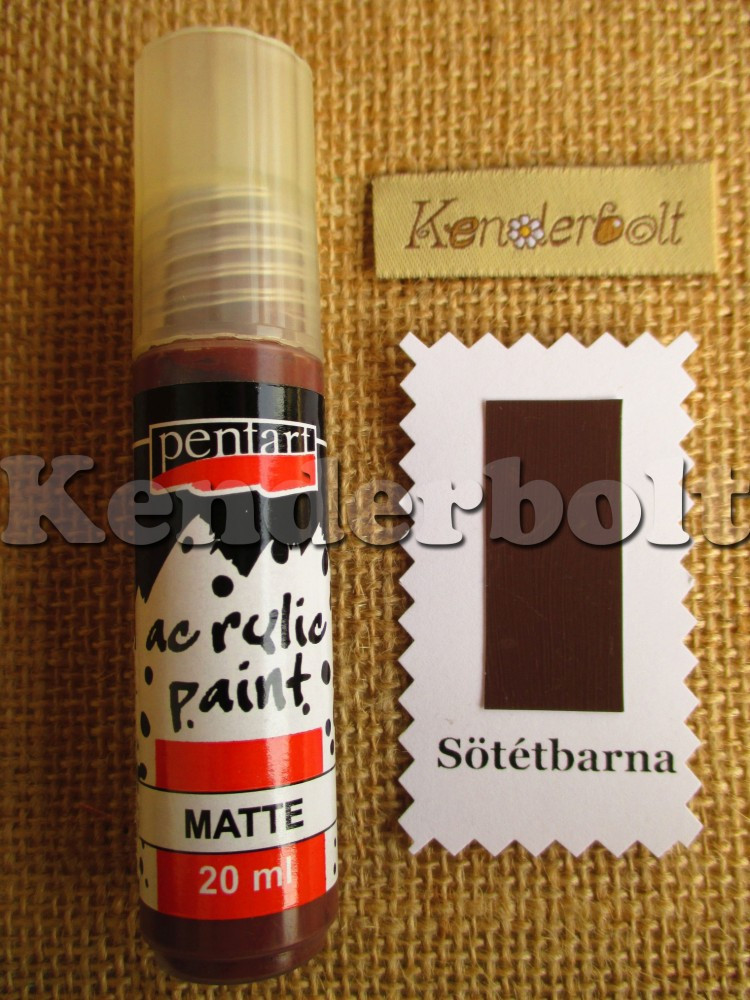 Kenderbolt
pentart
Kenderbolt
acrylic
paint
Sötétbarna
MATTE
20 ml